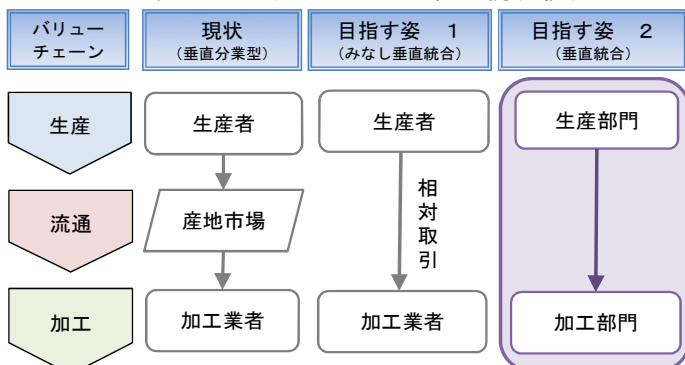 バリュー
チェーン
現状
(垂直分業型)
目指す姿 1
(みなし垂直統合)
目指す姿 2
(垂直統合)
生産
生産者
生産者
生産部門
流通
産地市場
相対取引
加工
加工業者
加工業者
加工部門